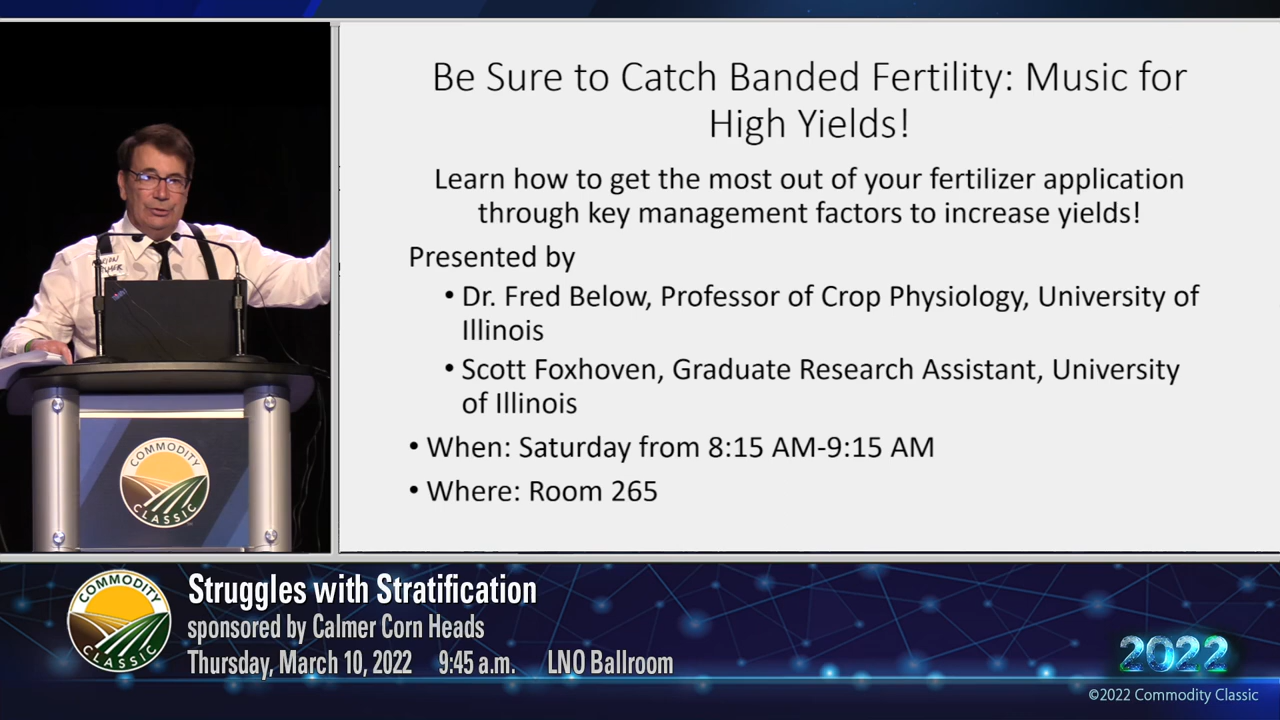 Be Sure to Catch Banded Fertility: Music for
High Yields!
Learn how to get the most out of your fertilizer application
through key management factors to increase yields!
Presented by
• Dr. Fred Below, Professor of Crop Physiology, University of
Illinois
• Scott Foxhoven, Graduate Research Assistant, University
of Illinois
• When: Saturday from 8:15 AM-9:15 AM
• Where: Room 265
COMMODITY
CLASSIC
COMMODITY
CLASSIC
Struggles with Stratification
sponsored by Calmer Corn Heads
Thursday, March 10, 2022 9:45 a.m. LNO Ballroom
2022
©2022 Commodity Classic